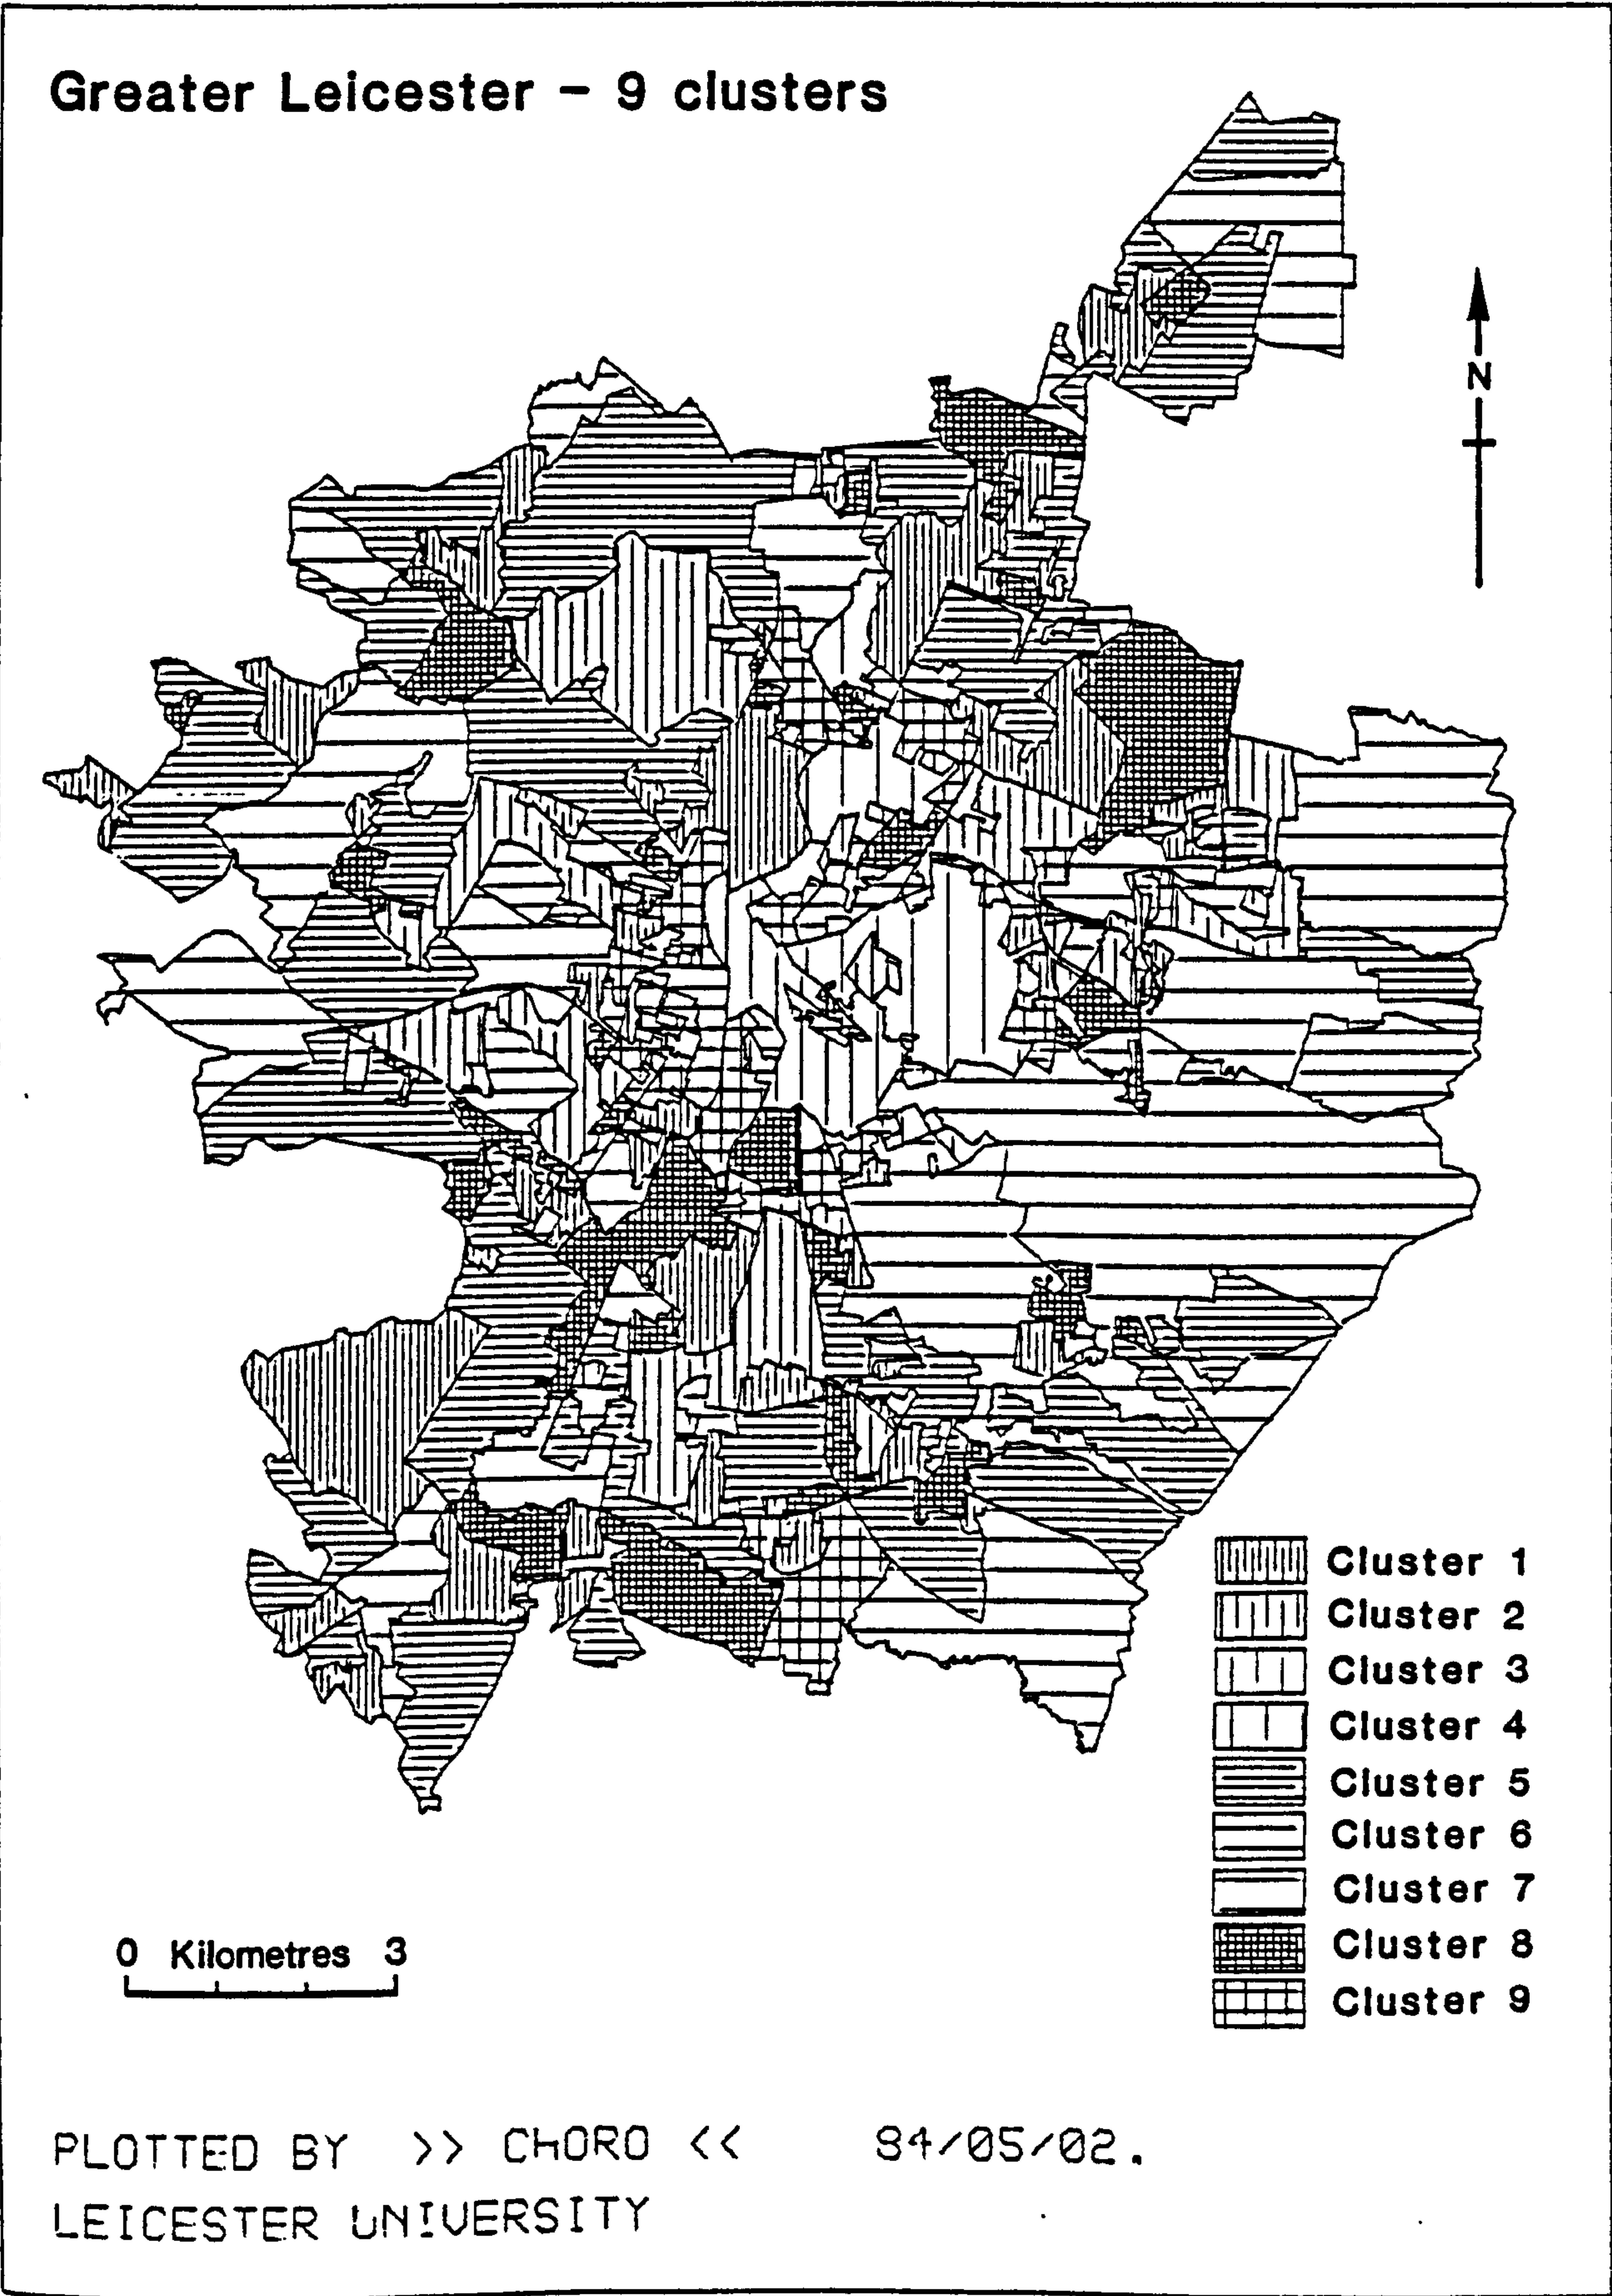 Greater Leicester - 9 clusters
N
Cluster 1
Cluster 2
Cluster 3
Cluster 4
Cluster 5
Cluster 6
Cluster 7
Cluster 8
Cluster 9
0 Kilometres 3
PLOTTED BY >> CHORO << 84/05/02.
LEICESTER UNIVERSITY